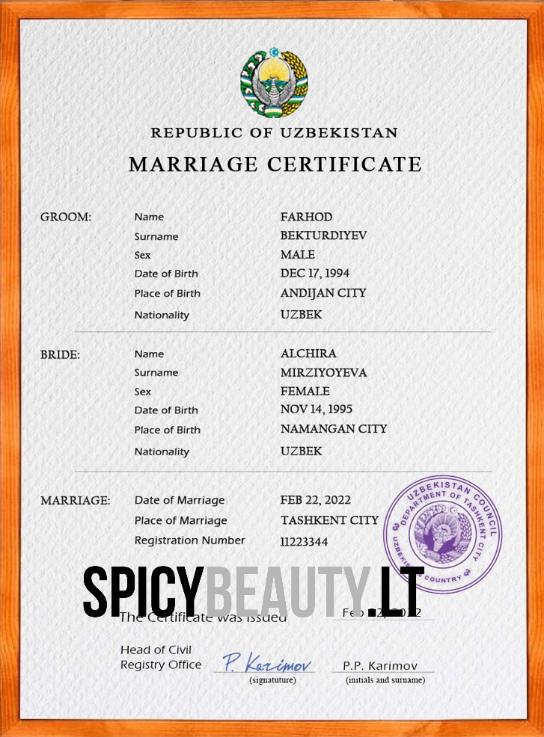 REPUBLIC OF UZBEKISTAN
MARRIAGE CERTIFICATE
GROOM: Name FARHOD
Surname BEKTURDIYEV
Sex MALE
Date of Birth DEC 17, 1994
Place of Birth ANDIJAN CITY
Nationality UZBEK
BRIDE: Name ALCHIRA
Surname MIRZIYOYEVA
Sex FEMALE
Date of Birth NOV 14, 1995
Place of Birth NAMANGAN CITY
Nationality UZBEK
MARRIAGE: Date of Marriage FEB 22, 2022
Place of Marriage TASHKENT CITY
Registration Number 11223344
UZBEKISTAN COUNCIL
DEPARTMENT OF TASHKENT CITY
COUNTRY
SPICYBEAUTY.LT
The Certificate was issued Feb 22, 2022
Head of Civil
Registry Office P. Karimov P.P. Karimov
(signatuture) (initials and surname)